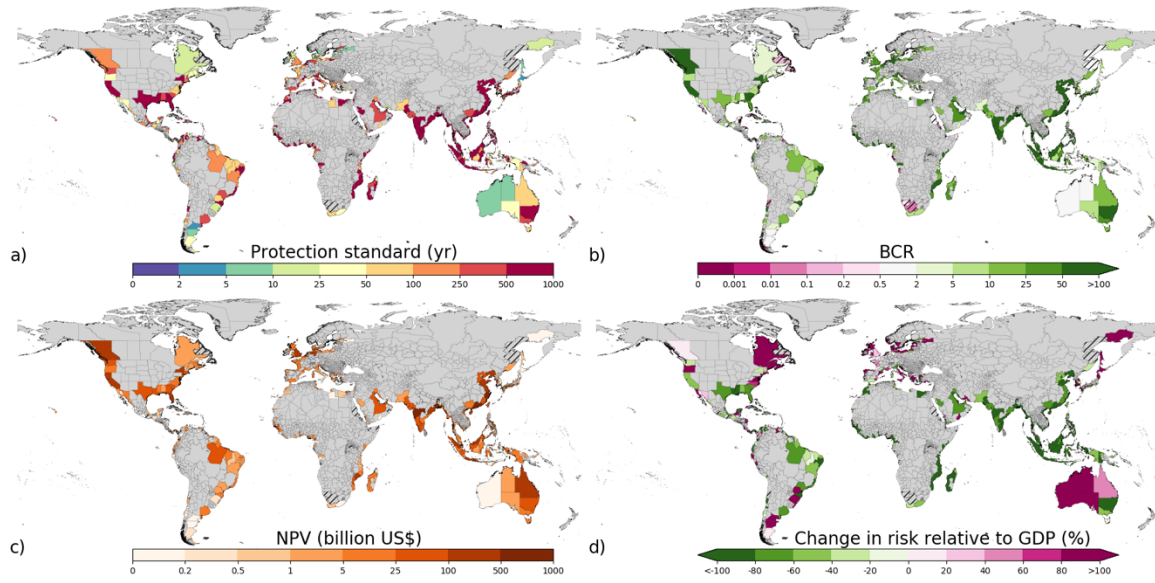 a)
Protection standard (yr)
0 2 5 10 25 50 100 250 500 1000
b)
BCR
0 0.001 0.01 0.1 0.2 0.5 5 10 25 50 >100
c)
NPV (billion US$)
0 0.2 0.5 1 5 25 50 100 500 1000
d)
Change in risk relative to GDP (%)
<-100 -80 -60 -40 -20 0 20 40 60 80 >100